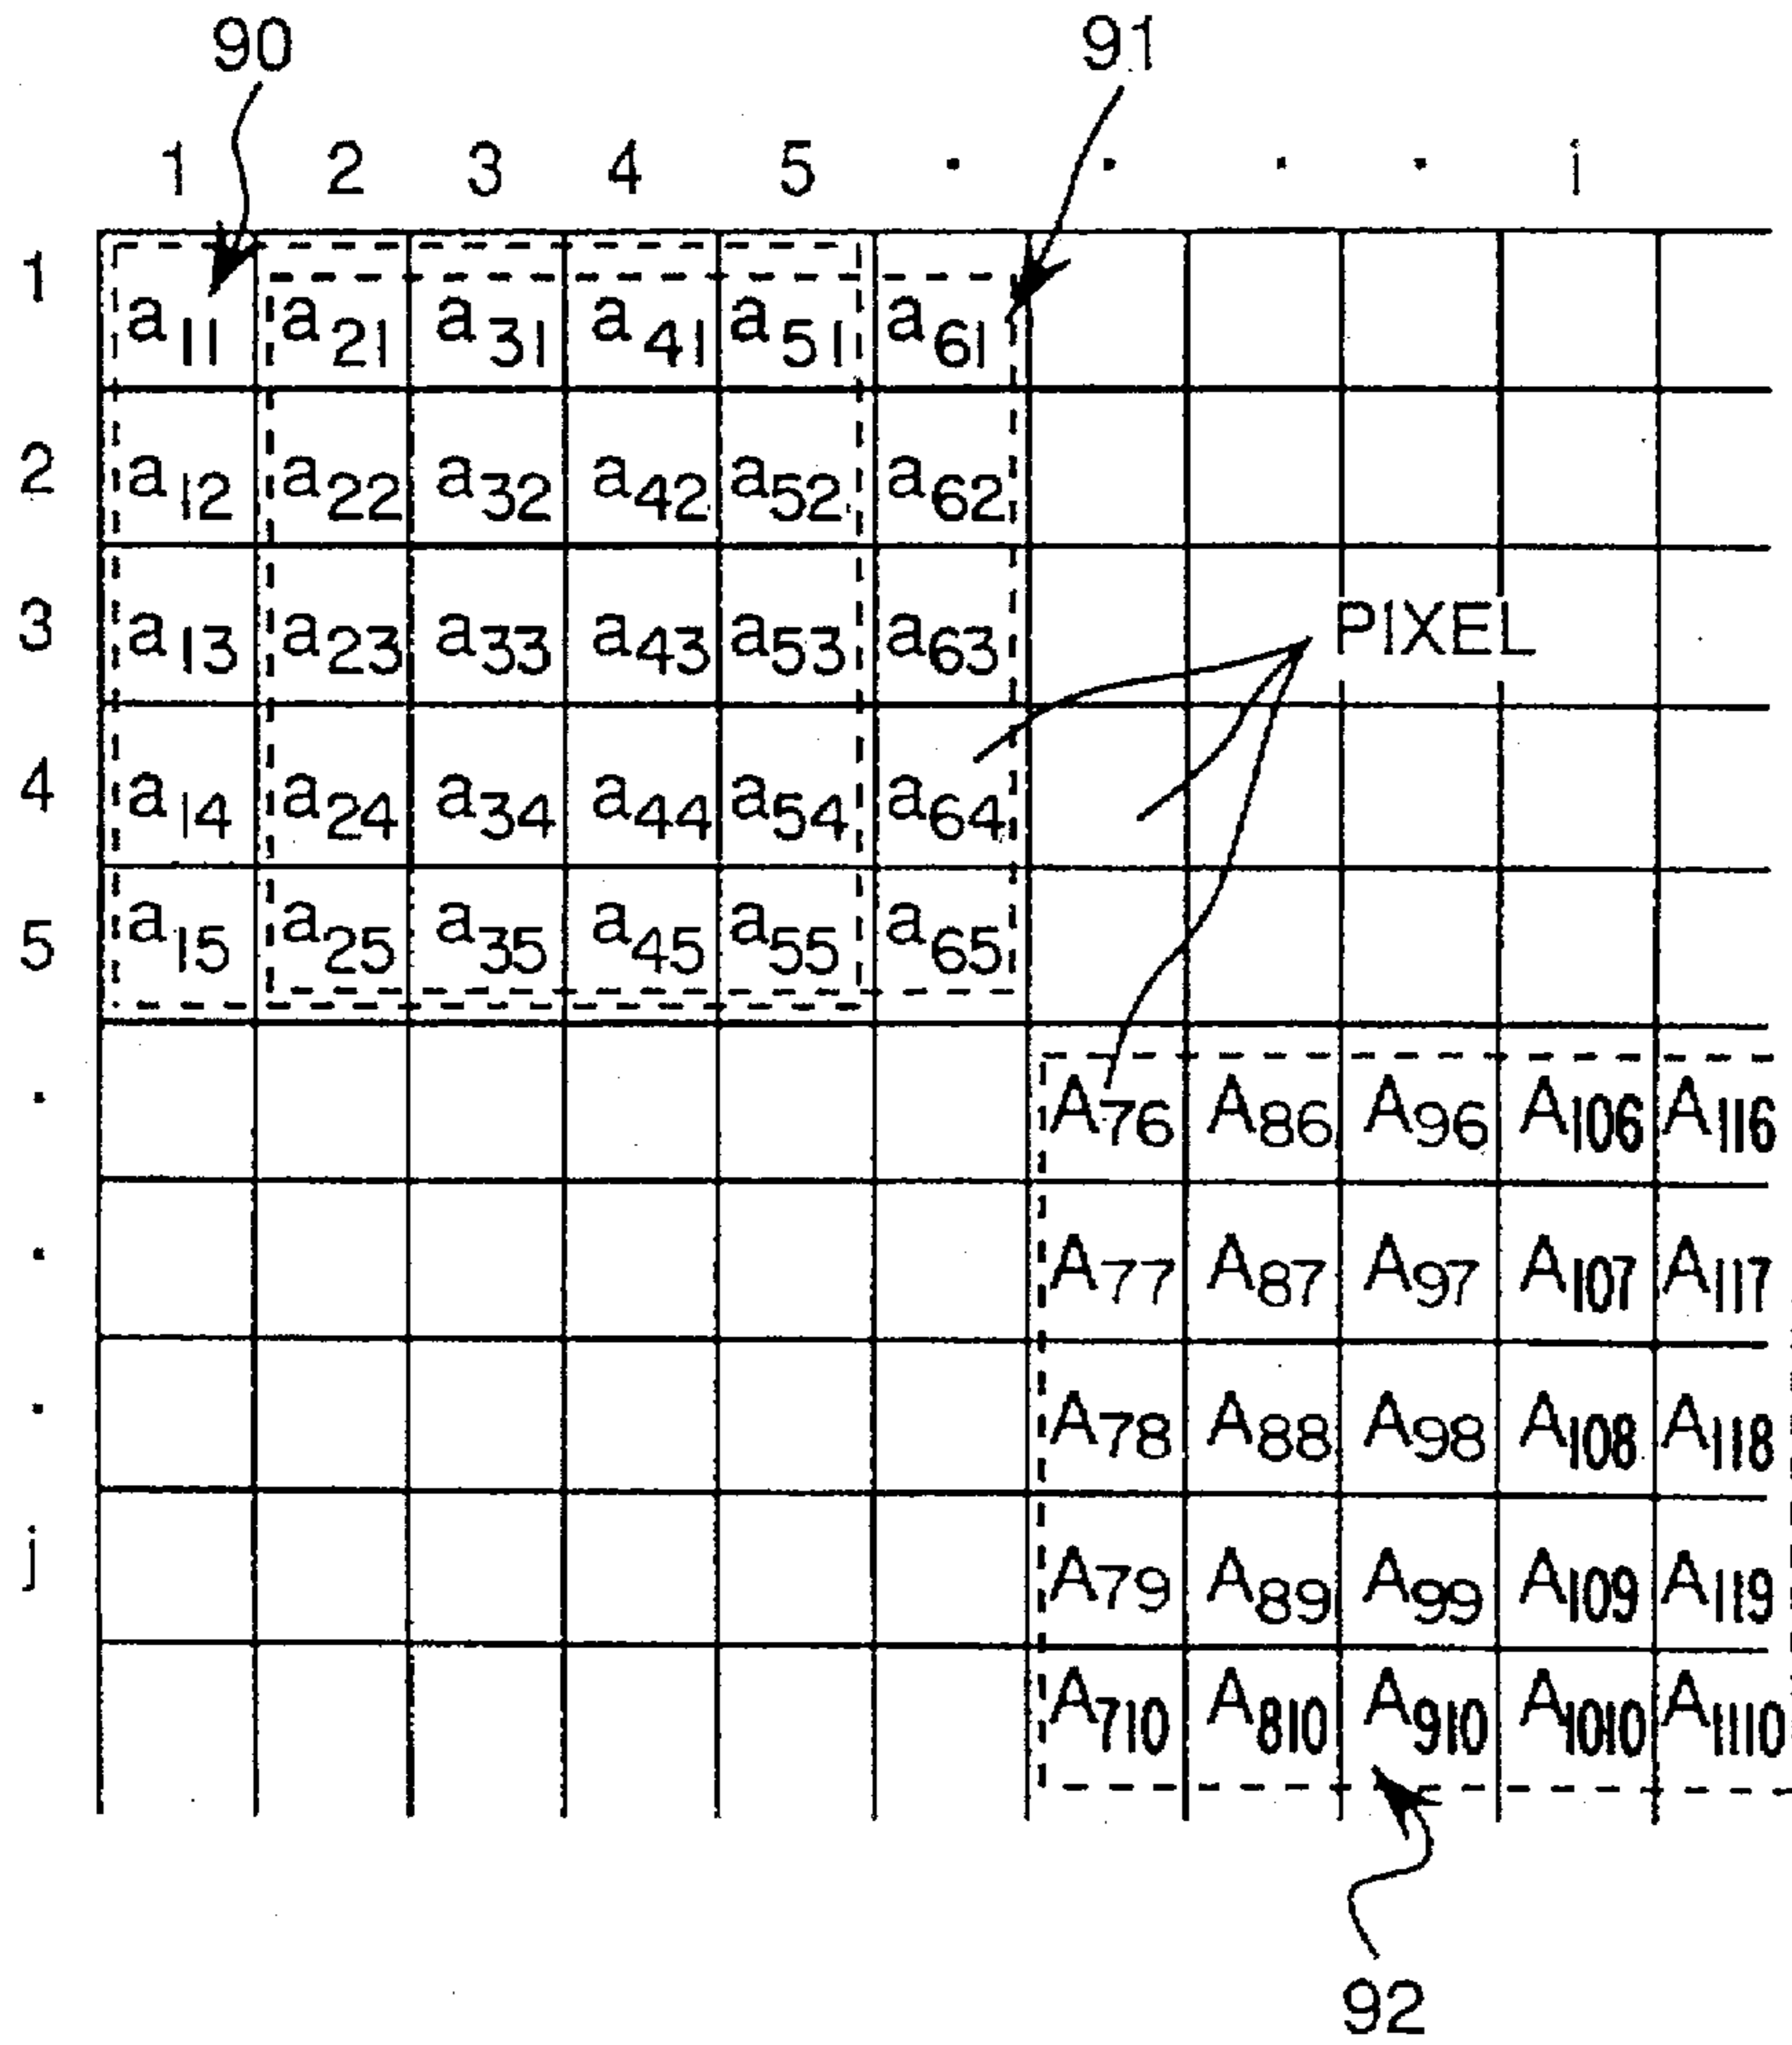 90 91
1 2 3 4 5 · · · · i
1 a11 a21 a31 a41 a51 a61
2 a12 a22 a32 a42 a52 a62
3 a13 a23 a33 a43 a53 a63 PIXEL
4 a14 a24 a34 a44 a54 a64
5 a15 a25 a35 a45 a55 a65
· A76 A86 A96 A106 A116
· A77 A87 A97 A107 A117
· A78 A88 A98 A108 A118
j A79 A89 A99 A109 A119
A710 A810 A910 A1010 A1110
92